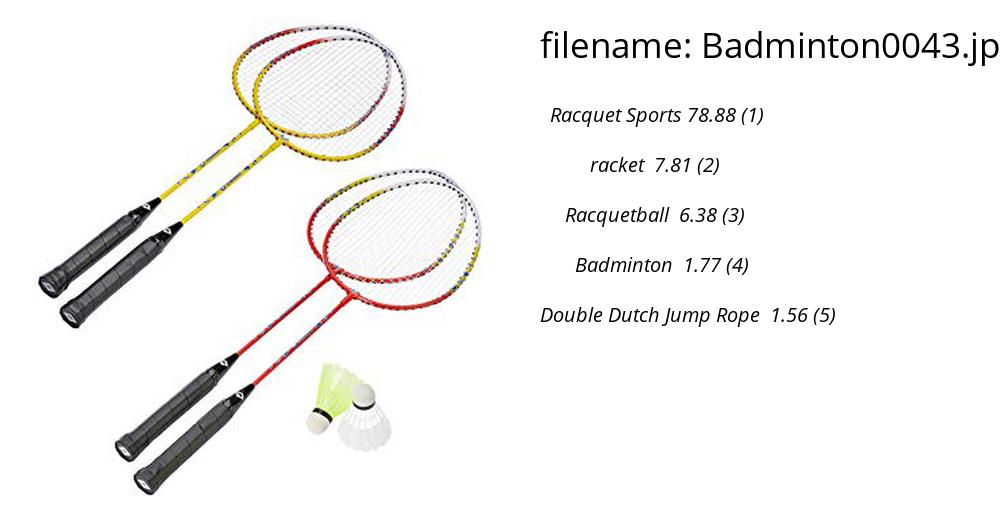 filename: Badminton0043.jp
Racquet Sports 78.88 (1)
racket 7.81 (2)
Racquetball 6.38 (3)
Badminton 1.77 (4)
Double Dutch Jump Rope 1.56 (5)